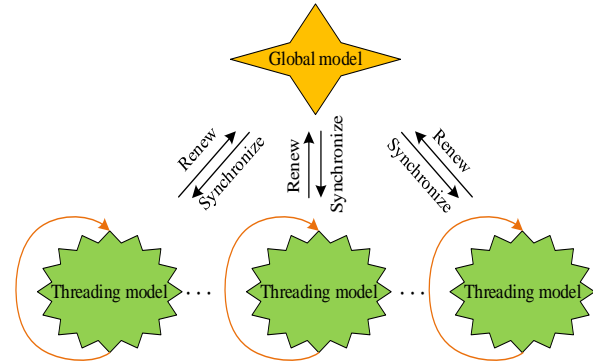 Global model
Renew
Synchronize
Renew
Synchronize
Renew
Synchronize
Threading model
...
Threading model
...
Threading model